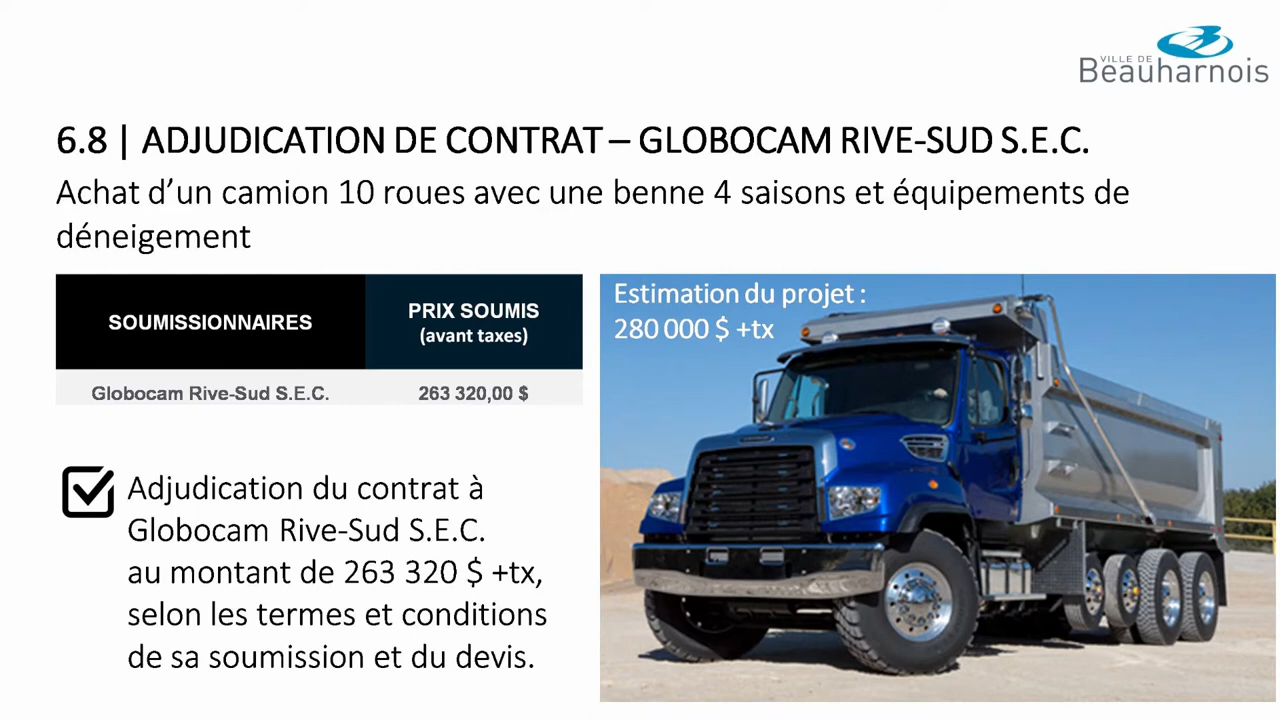 VILLE DE
Beauharnois
6.8 | ADJUDICATION DE CONTRAT – GLOBOCAM RIVE-SUD S.E.C.
Achat d’un camion 10 roues avec une benne 4 saisons et équipements de
déneigement
SOUMISSIONNAIRES
PRIX SOUMIS
(avant taxes)
Globocam Rive-Sud S.E.C.
263 320,00 $
Estimation du projet :
280 000 $ +tx
Adjudication du contrat à
Globocam Rive-Sud S.E.C.
au montant de 263 320 $ +tx,
selon les termes et conditions
de sa soumission et du devis.